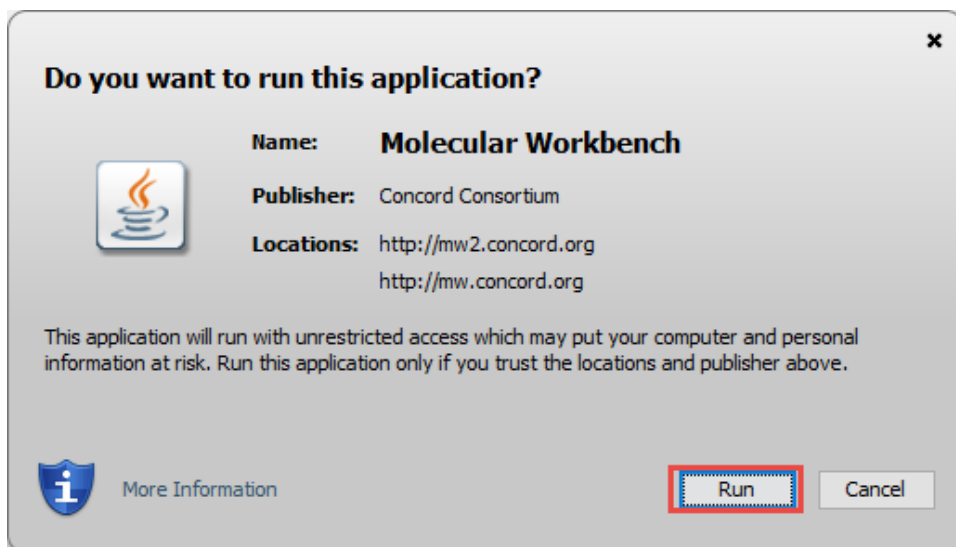 Do you want to run this application?
Name: Molecular Workbench
Publisher: Concord Consortium
Locations: http://mw2.concord.org
http://mw.concord.org
This application will run with unrestricted access which may put your computer and personal
information at risk. Run this application only if you trust the locations and publisher above.
More Information
Run
Cancel